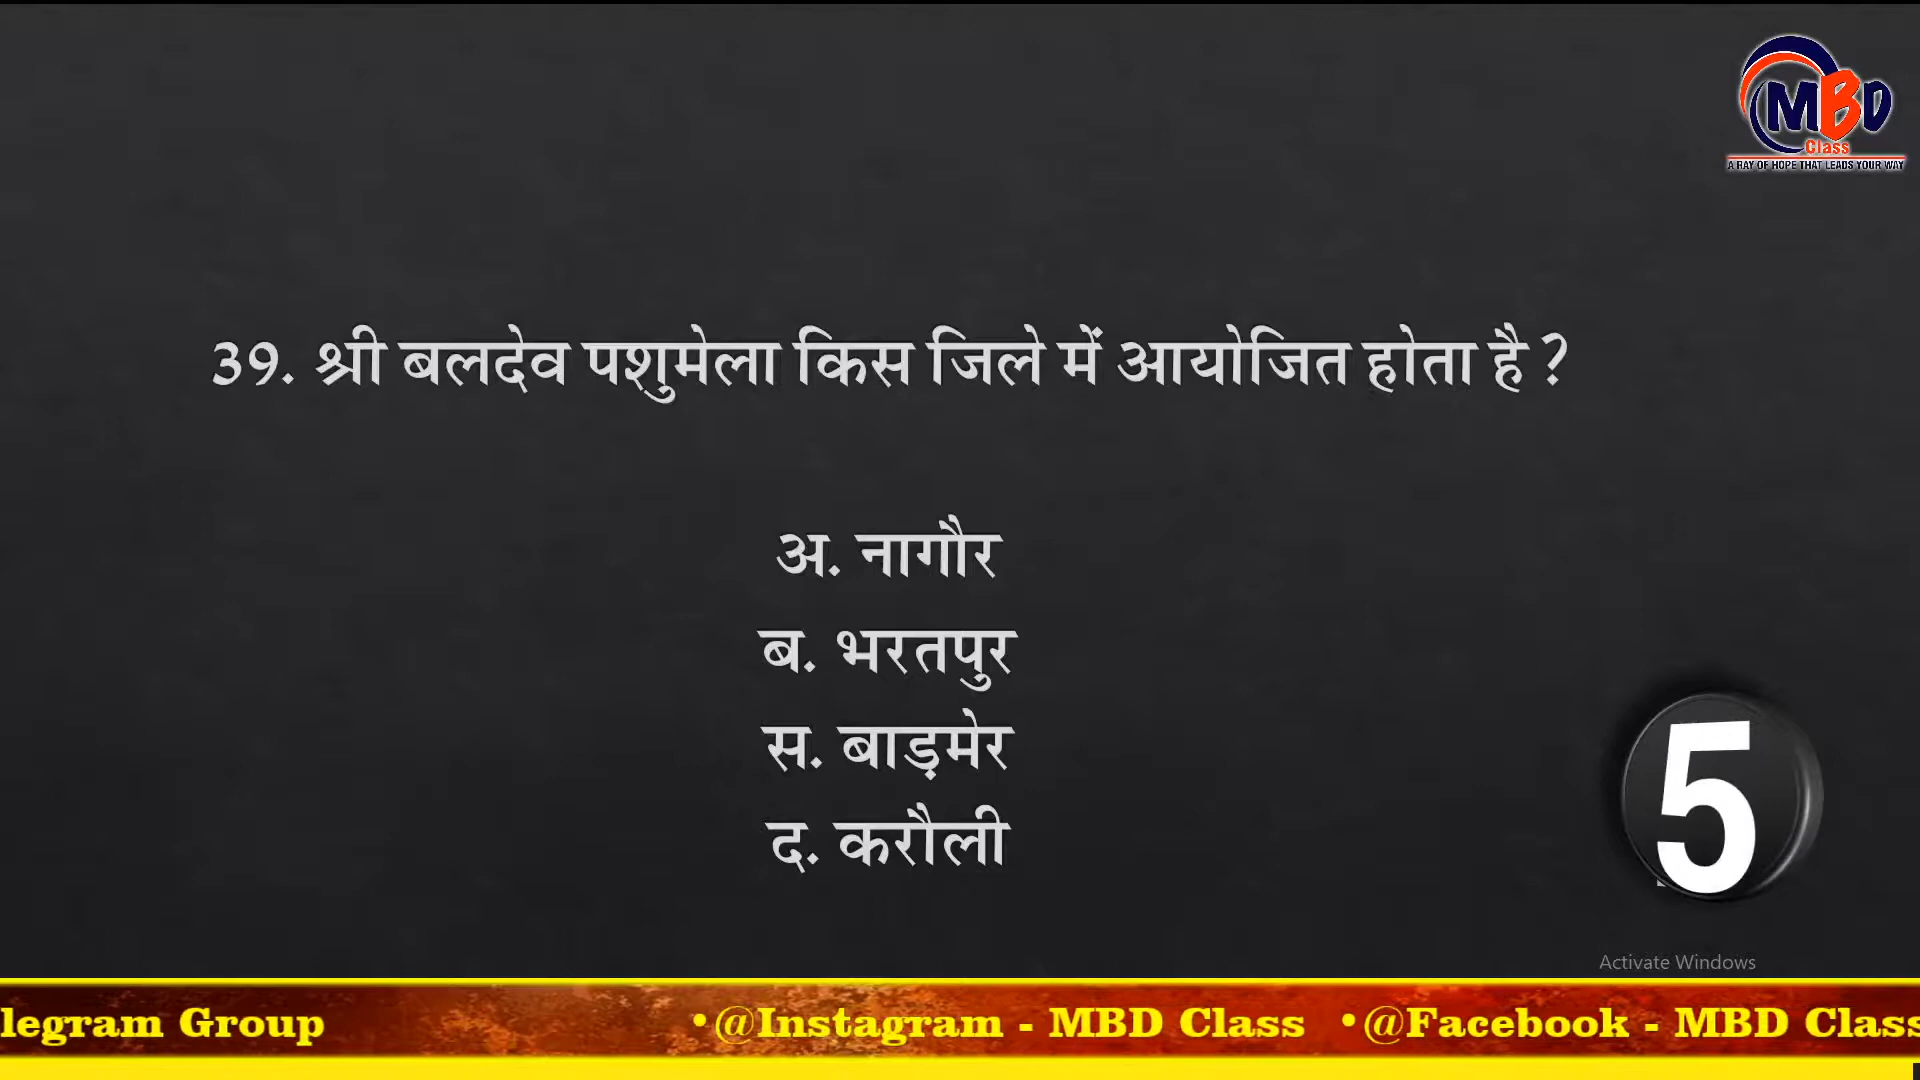 MBD
Class
A RAY OF HOPE THAT LEADS YOUR WAY
39. श्री बलदेव पशुमेला किस जिले में आयोजित होता है ?
अ. नागौर
ब. भरतपुर
स. बाड़मेर
द. करौली
5
Activate Windows
legram Group •@Instagram - MBD Class •@Facebook - MBD Class